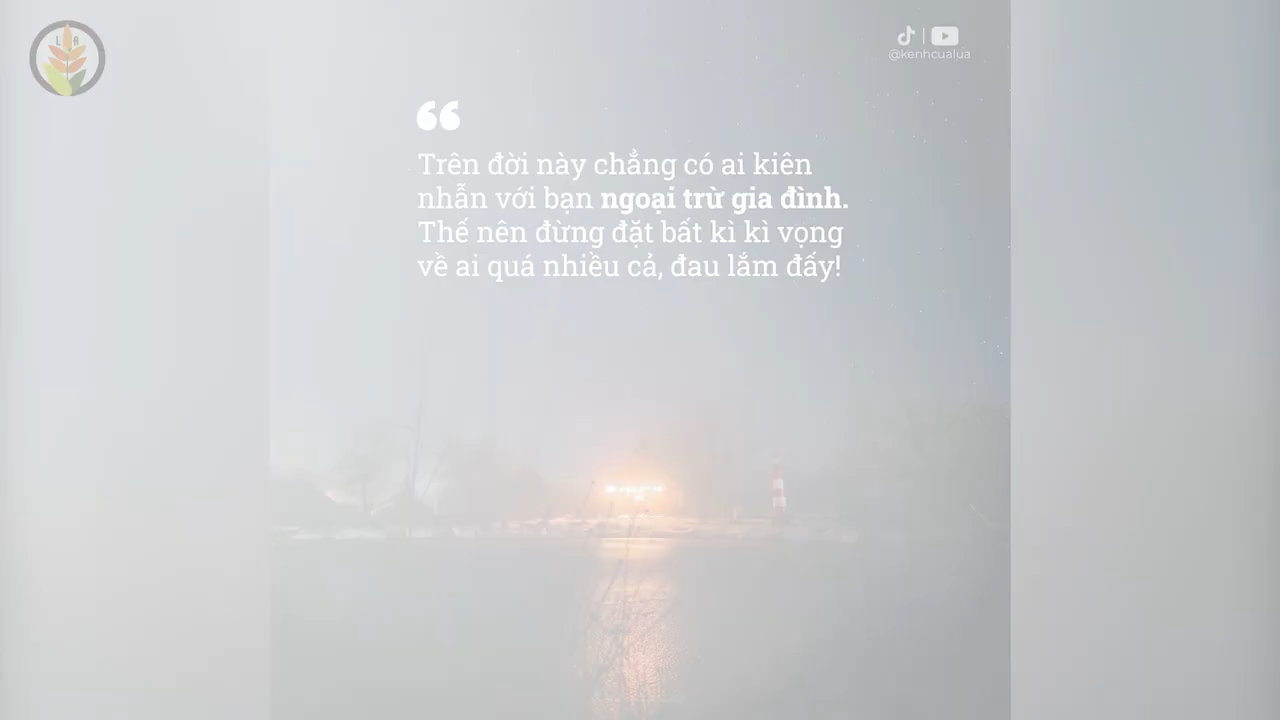 L A
@kenhcualua
“
Trên đời này chẳng có ai kiên
nhẫn với bạn ngoại trừ gia đình.
Thế nên đừng đặt bất kì kì vọng
về ai quá nhiều cả, đau lắm đấy!